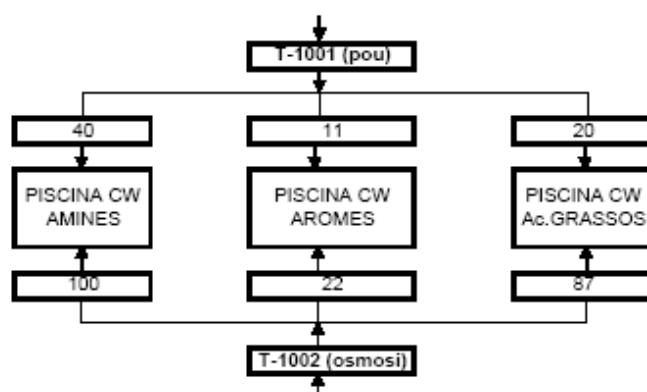 T-1001 (pou)
40
11
20
PISCINA CW
AMINES
PISCINA CW
AROMES
PISCINA CW
Ac.GRASSOS
100
22
87
T-1002 (osmosi)